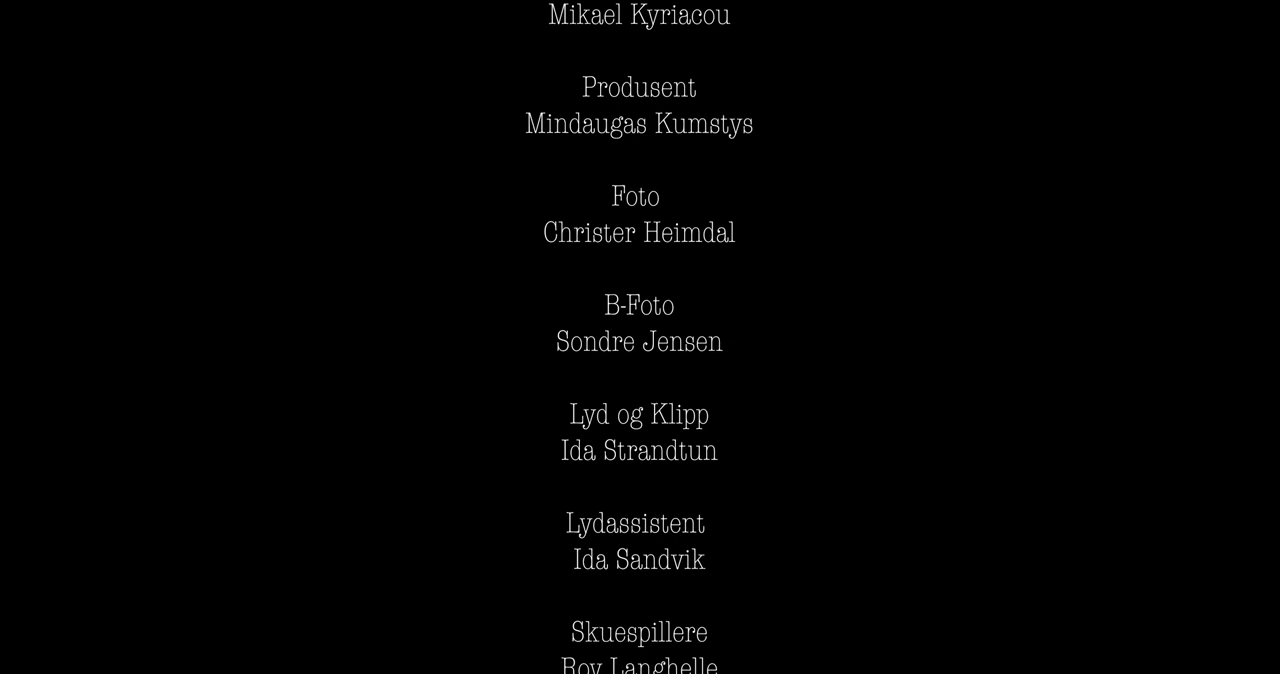 Mikael Kyriacou
Produsent
Mindaugas Kumstys
Foto
Christer Heimdal
B-Foto
Sondre Jensen
Lyd og Klipp
Ida Strandtun
Lydassistent
Ida Sandvik
Skuespillere
Roy Langhelle